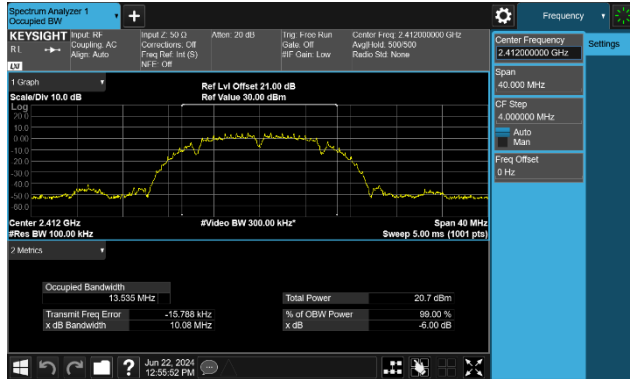 Spectrum Analyzer 1
Occupied BW
Frequency
KEYSIGHT
Input: RF
Coupling: AC
Align: Auto
Input Z: 50 Ω
Corrections: Off
Freq Ref: Int (S)
NFE: Off
Atten: 20 dB
Trig: Free Run
Gate: Off
#IF Gain: Low
Center Freq: 2.412000000 GHz
Avg|Hold: 500/500
Radio Std: None
RL
LXI
Center Frequency
2.412000000 GHz
Settings
Span
40.000 MHz
CF Step
4.000000 MHz
Auto
Man
Freq Offset
0 Hz
1 Graph
Scale/Div 10.0 dB
Ref Lvl Offset 21.00 dB
Ref Value 30.00 dBm
Log
20.0
10.0
0.00
-10.0
-20.0
-30.0
-40.0
-50.0
-60.0
Center 2.412 GHz
#Video BW 300.00 kHz*
Span 40 MHz
#Res BW 100.00 kHz
Sweep 5.00 ms (1001 pts)
2 Metrics
Occupied Bandwidth
13.535 MHz
Total Power 20.7 dBm
Transmit Freq Error -15.788 kHz
% of OBW Power 99.00 %
x dB Bandwidth 10.08 MHz
x dB -6.00 dB
Jun 22, 2024
12:55:52 PM